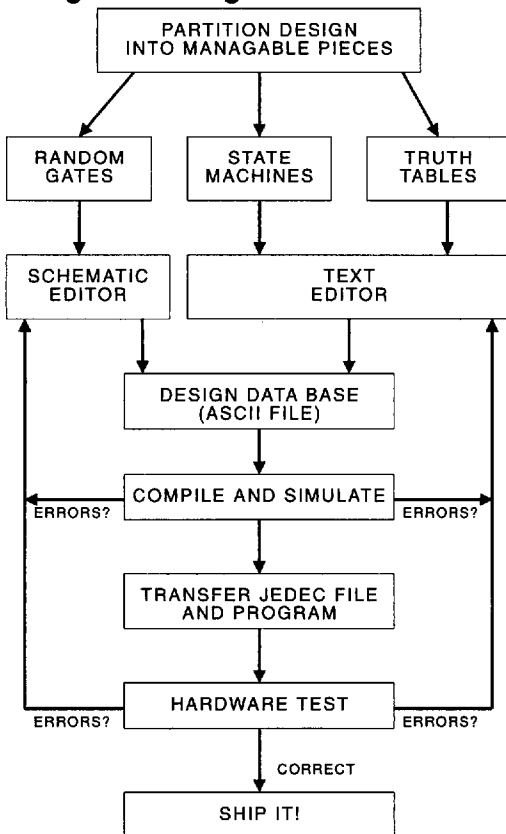 PARTITION DESIGN
INTO MANAGABLE PIECES
RANDOM
GATES
STATE
MACHINES
TRUTH
TABLES
SCHEMATIC
EDITOR
TEXT
EDITOR
DESIGN DATA BASE
(ASCII FILE)
COMPILE AND SIMULATE
ERRORS?
ERRORS?
TRANSFER JEDEC FILE
AND PROGRAM
HARDWARE TEST
ERRORS?
ERRORS?
CORRECT
SHIP IT!